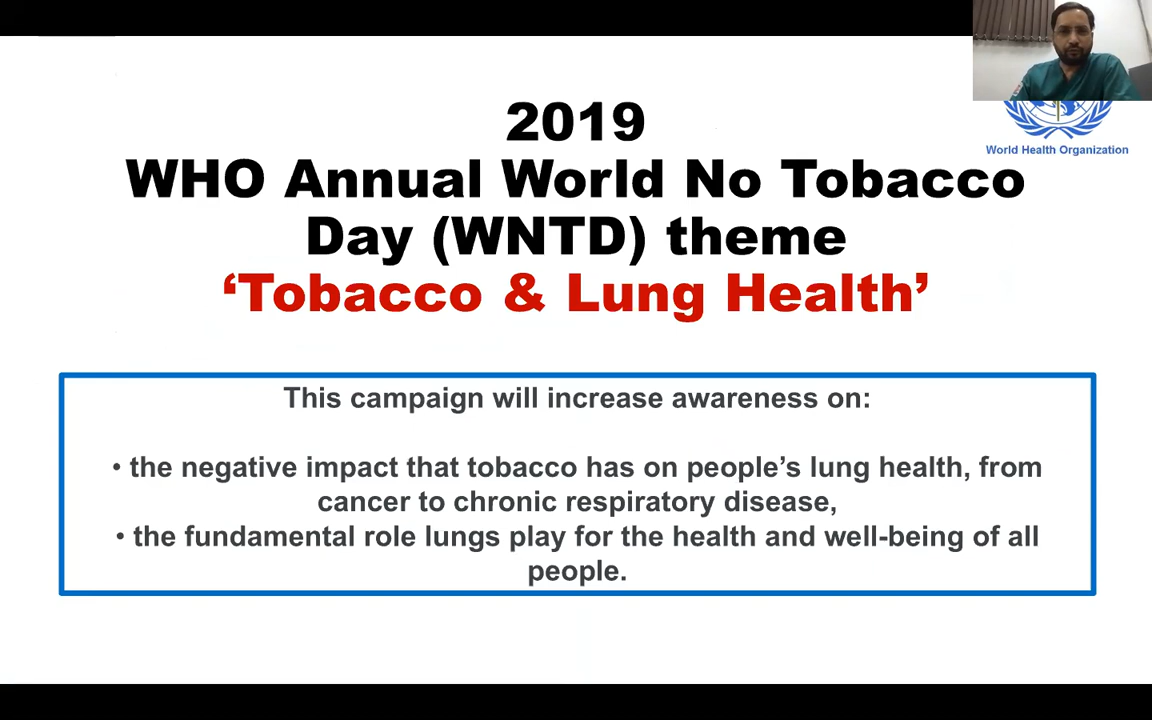 2019
WHO Annual World No Tobacco
Day (WNTD) theme
‘Tobacco & Lung Health’
World Health Organization
This campaign will increase awareness on:
• the negative impact that tobacco has on people’s lung health, from
cancer to chronic respiratory disease,
• the fundamental role lungs play for the health and well-being of all
people.